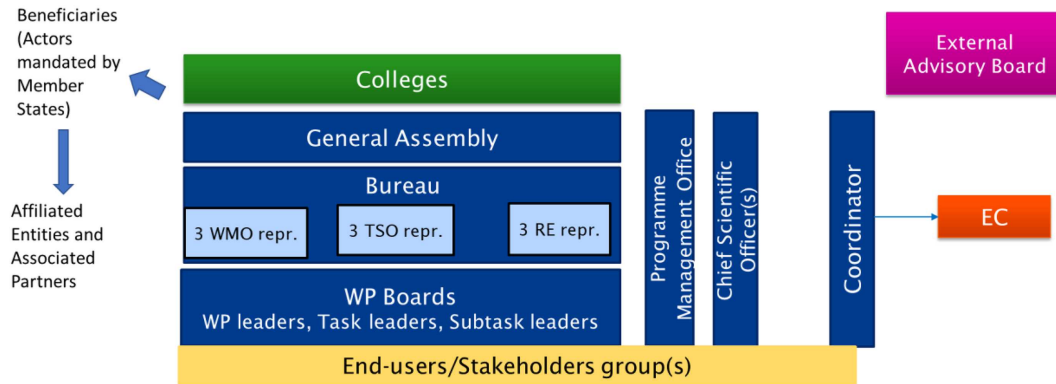 Beneficiaries
(Actors
mandated by
Member
States)
Affiliated
Entities and
Associated
Partners
Colleges
General Assembly
Bureau
3 WMO repr.
3 TSO repr.
3 RE repr.
WP Boards
WP leaders, Task leaders, Subtask leaders
Programme
Management Office
Chief Scientific
Officer(s)
Coordinator
External
Advisory Board
EC
End-users/Stakeholders group(s)